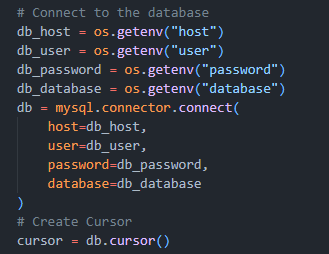 # Connect to the database
db_host = os.getenv("host")
db_user = os.getenv("user")
db_password = os.getenv("password")
db_database = os.getenv("database")
db = mysql.connector.connect(
    host=db_host,
    user=db_user,
    password=db_password,
    database=db_database
)
# Create Cursor
cursor = db.cursor()